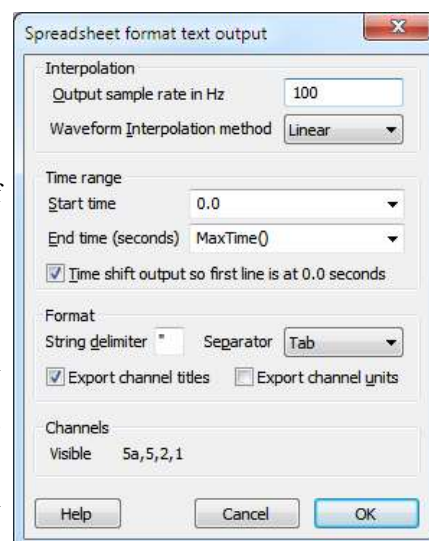 Spreadsheet format text output
Interpolation
Output sample rate in Hz 100
Waveform Interpolation method Linear
Time range
Start time 0.0
End time (seconds) MaxTime()
Time shift output so first line is at 0.0 seconds
Format
String delimiter " Separator Tab
Export channel titles Export channel units
Channels
Visible 5a,5,2,1
Help Cancel OK